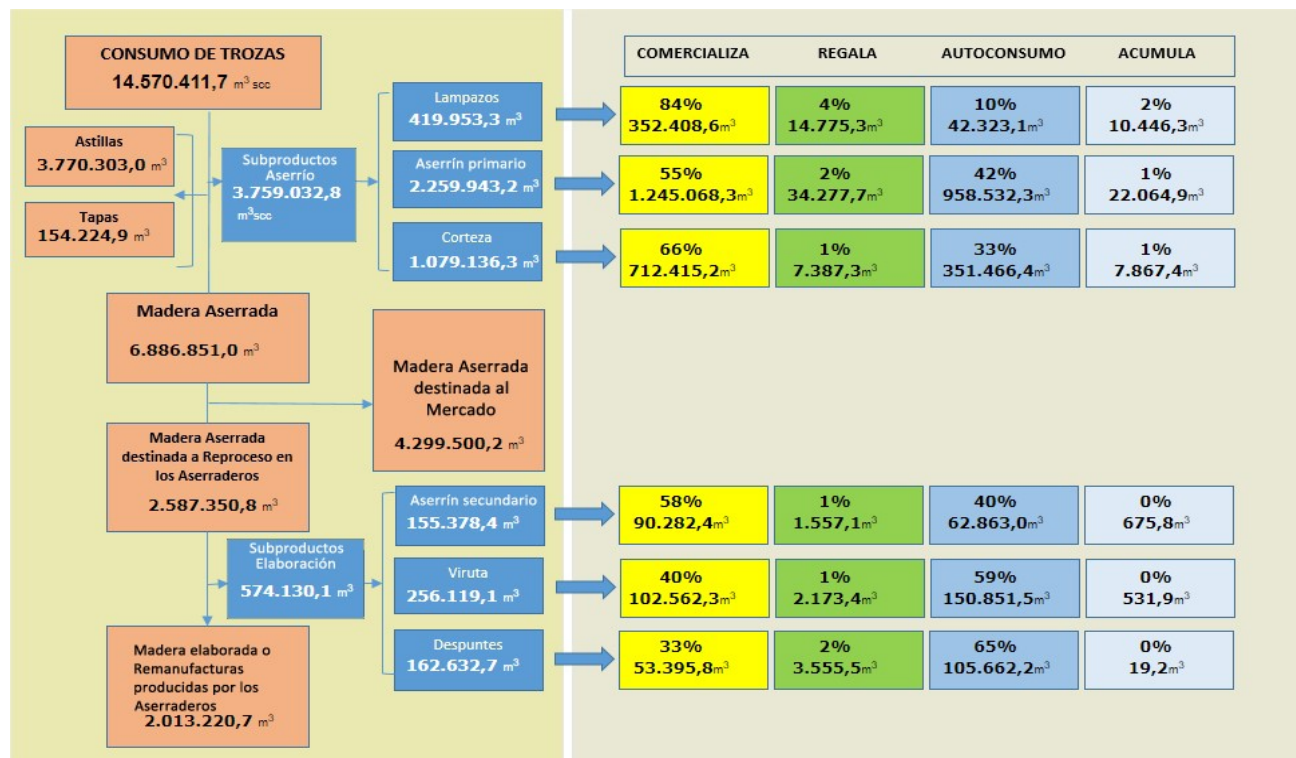 CONSUMO DE TROZAS
14.570.411,7 m³ scc
Astillas
3.770.303,0 m³
Tapas
154.224,9 m³
Subproductos
Aserrío
3.759.032,8
m³scc
Lampazos
419.953,3 m³
Aserrín primario
2.259.943,2 m³
Corteza
1.079.136,3 m³
Madera Aserrada
6.886.851,0 m³
Madera Aserrada
destinada al
Mercado
4.299.500,2 m³
Madera Aserrada
destinada a Reproceso en
los Aserraderos
2.587.350,8 m³
Subproductos
Elaboración
574.130,1 m³
Aserrín secundario
155.378,4 m³
Viruta
256.119,1 m³
Despuntes
162.632,7 m³
Madera elaborada o
Remanufacturas
producidas por los
Aserraderos
2.013.220,7 m³
COMERCIALIZA REGALA AUTOCONSUMO ACUMULA
84% 4% 10% 2%
352.408,6m³ 14.775,3m³ 42.323,1m³ 10.446,3m³
55% 2% 42% 1%
1.245.068,3m³ 34.277,7m³ 958.532,3m³ 22.064,9m³
66% 1% 33% 1%
712.415,2m³ 7.387,3m³ 351.466,4m³ 7.867,4m³
58% 1% 40% 0%
90.282,4m³ 1.557,1m³ 62.863,0m³ 675,8m³
40% 1% 59% 0%
102.562,3m³ 2.173,4m³ 150.851,5m³ 531,9m³
33% 2% 65% 0%
53.395,8m³ 3.555,5m³ 105.662,2m³ 19,2m³